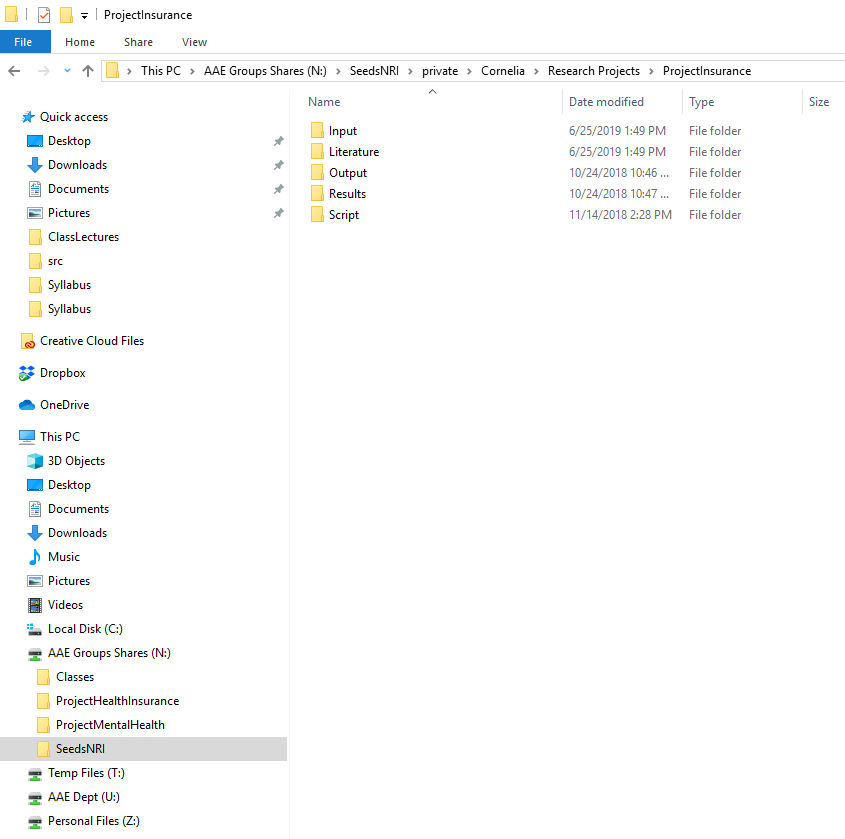 ProjectInsurance
File Home Share View
This PC > AAE Groups Shares (N:) > SeedsNRI > private > Cornelia > Research Projects > ProjectInsurance
Name Date modified Type Size
Input 6/25/2019 1:49 PM File folder
Literature 6/25/2019 1:49 PM File folder
Output 10/24/2018 10:46 ... File folder
Results 10/24/2018 10:47 ... File folder
Script 11/14/2018 2:28 PM File folder
Quick access
Desktop
Downloads
Documents
Pictures
ClassLectures
src
Syllabus
Syllabus
Creative Cloud Files
Dropbox
OneDrive
This PC
3D Objects
Desktop
Documents
Downloads
Music
Pictures
Videos
Local Disk (C:)
AAE Groups Shares (N:)
Classes
ProjectHealthInsurance
ProjectMentalHealth
SeedsNRI
Temp Files (T:)
AAE Dept (U:)
Personal Files (Z:)